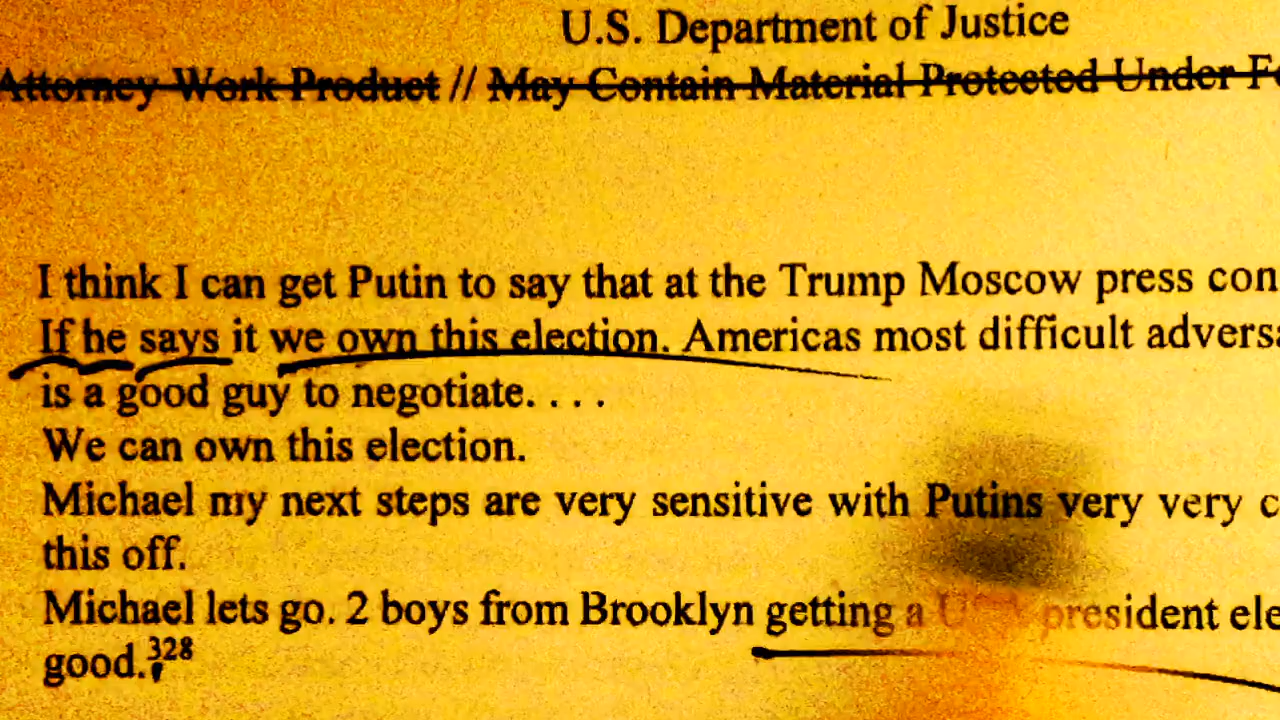 U.S. Department of Justice
Attorney Work Product // May Contain Material Protected Under
I think I can get Putin to say that at the Trump Moscow press con
If he says it we own this election. Americas most difficult adversa
is a good guy to negotiate. . . .
We can own this election.
Michael my next steps are very sensitive with Putins very very c
this off.
Michael lets go. 2 boys from Brooklyn getting a USA president ele
good.328